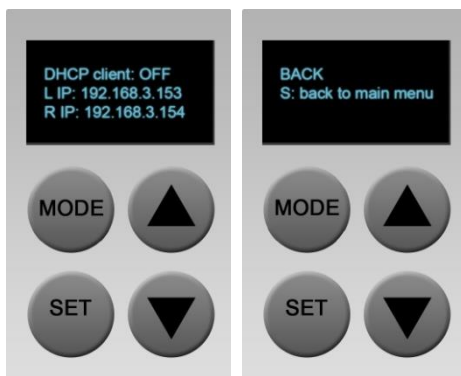 DHCP client: OFF
L IP: 192.168.3.153
R IP: 192.168.3.154
MODE
SET
BACK
S: back to main menu
MODE
SET